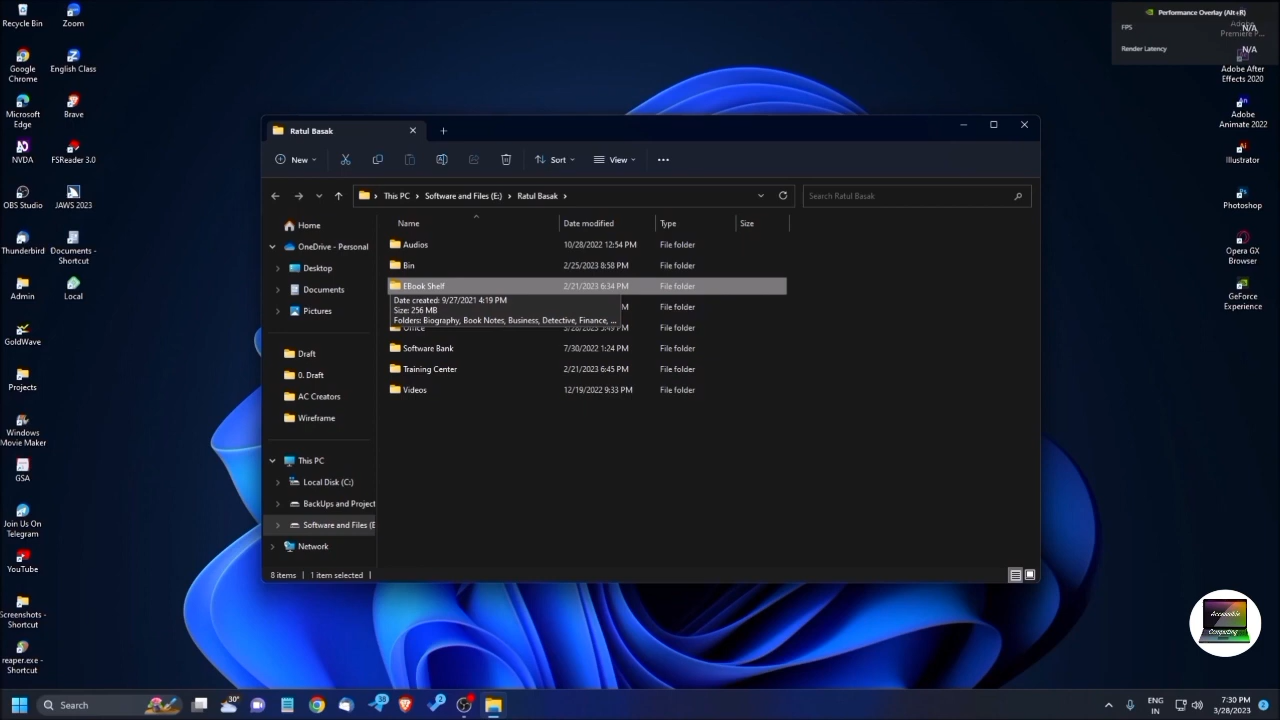 Recycle Bin
Zoom
Google
Chrome
English Class
Microsoft
Edge
Brave
NVDA
FSReader 3.0
OBS Studio
JAWS 2023
Thunderbird
Documents -
Shortcut
Admin
Local
GoldWave
Projects
Windows
Movie Maker
GSA
Join Us On
Telegram
YouTube
Screenshots -
Shortcut
reaper.exe -
Shortcut
Performance Overlay (Alt+R)
FPS
N/A
Render Latency
N/A
Adobe
Premiere P...
Adobe After
Effects 2020
Adobe
Animate 2022
Illustrator
Photoshop
Opera GX
Browser
GeForce
Experience
Ratul Basak
New
Sort
View
This PC
Software and Files (E:)
Ratul Basak
Search Ratul Basak
Home
OneDrive - Personal
Desktop
Documents
Pictures
Draft
0. Draft
AC Creators
Wireframe
This PC
Local Disk (C:)
BackUps and Project
Software and Files (E
Network
Name Date modified Type Size
Audios 10/28/2022 12:54 PM File folder
Bin 2/25/2023 8:58 PM File folder
EBook Shelf 2/21/2023 6:34 PM File folder
Date created: 9/27/2021 4:19 PM
Size: 256 MB
Folders: Biography, Book Notes, Business, Detective, Finance, ...
M File folder
File folder
Software Bank 7/30/2022 1:24 PM File folder
Training Center 2/21/2023 6:45 PM File folder
Videos 12/19/2022 9:33 PM File folder
8 items
1 item selected
Accessible
Computing
Search
30°
38
2
ENG
IN
7:30 PM
3/28/2023
2